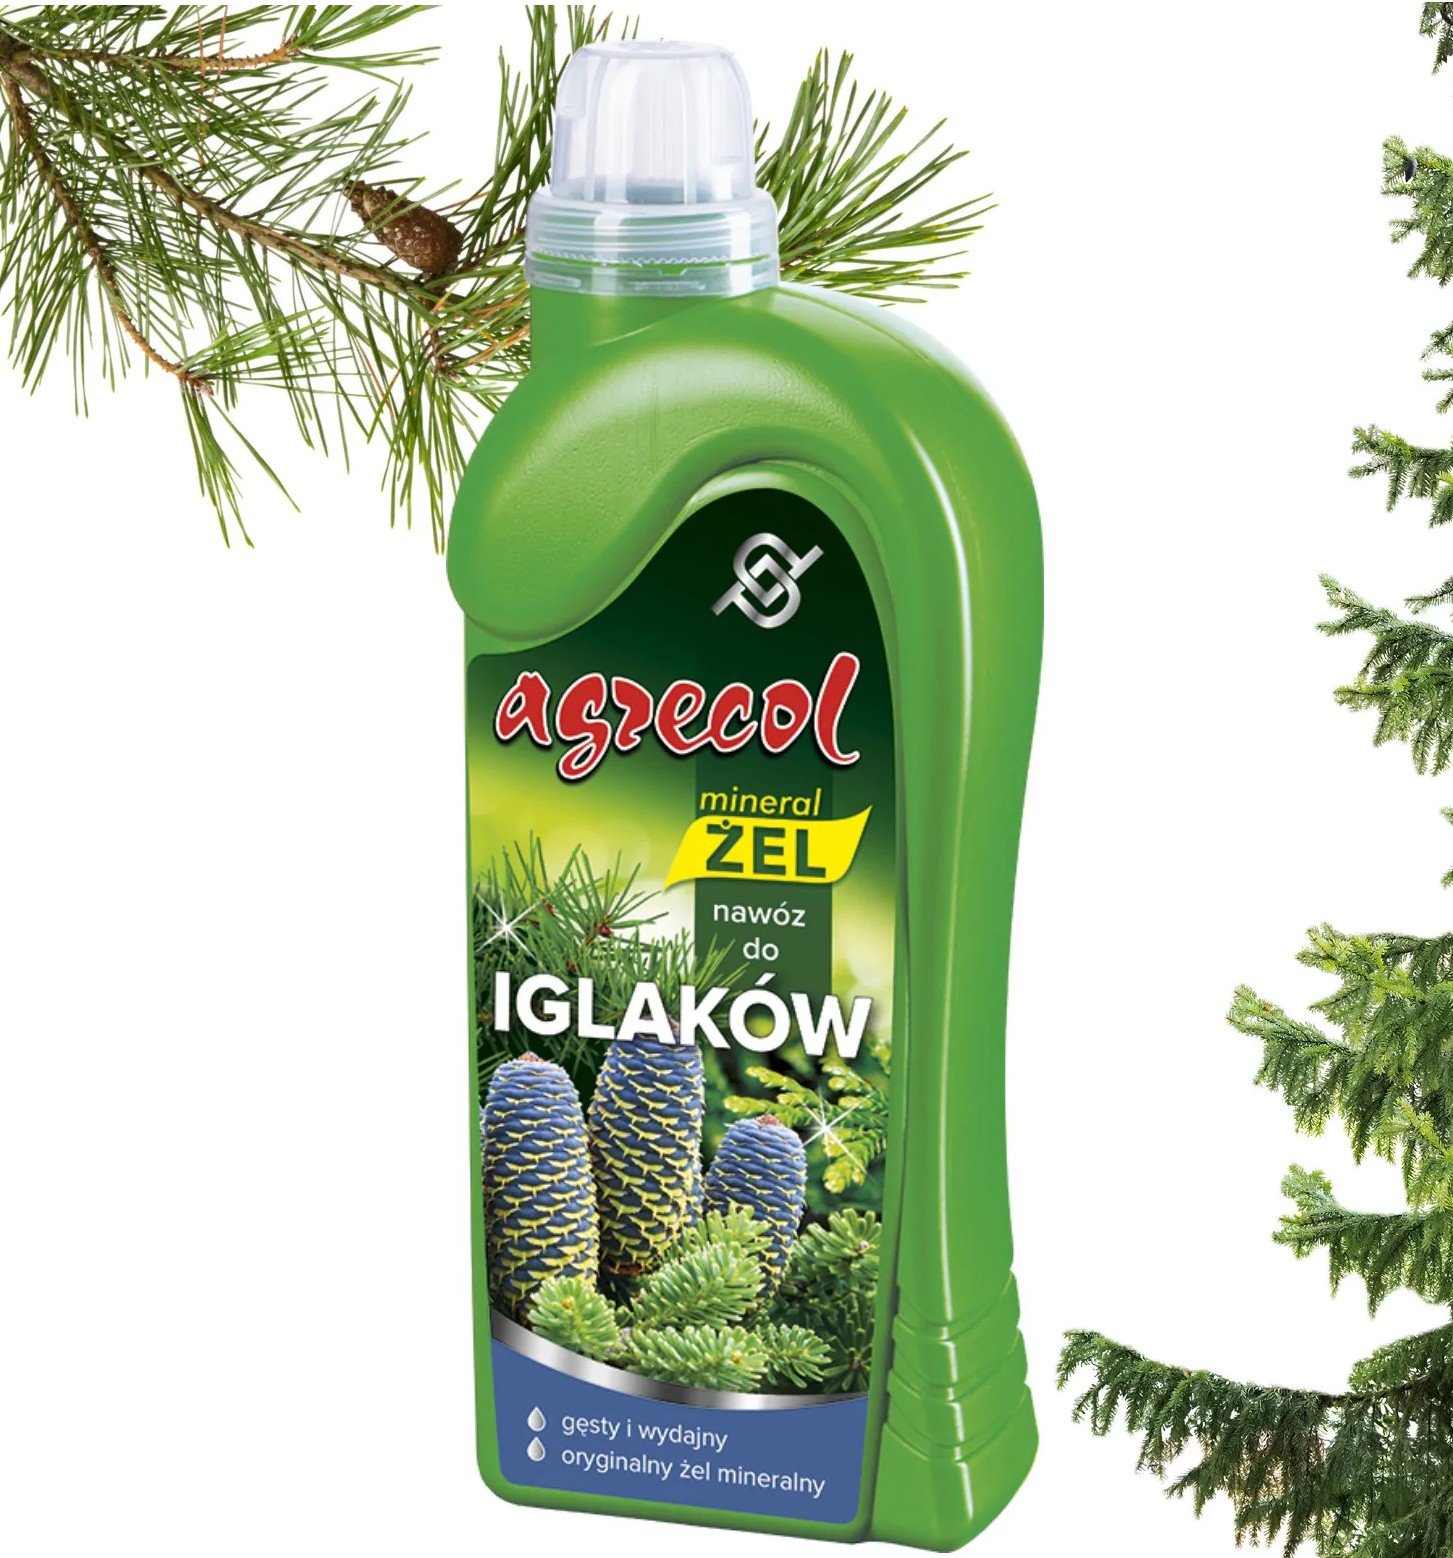 agrecol
mineral
ŻEL
nawóz
do
IGLAKÓW
gęsty i wydajny
oryginalny żel mineralny